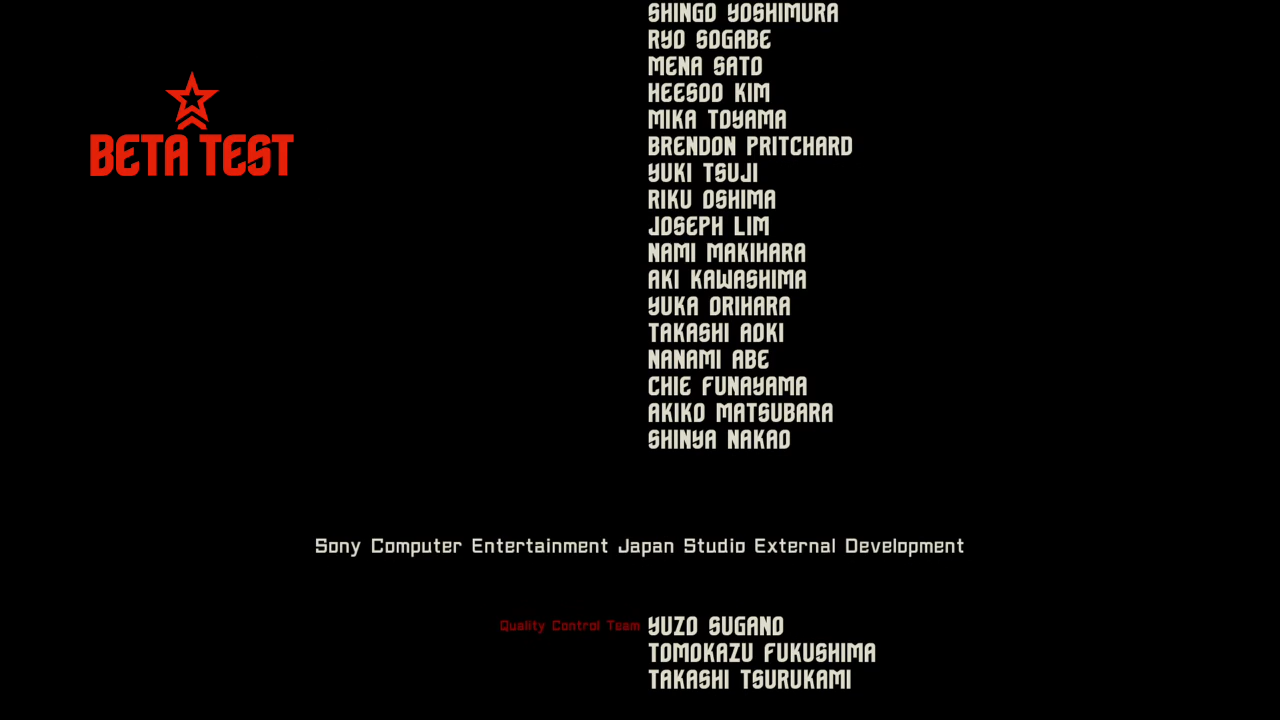 SHINGO YOSHIMURA
RYO SOGABE
MENA SATO
HEESOO KIM
MIKA TOYAMA
BRENDON PRITCHARD
YUKI TSUJI
RIKU OSHIMA
JOSEPH LIM
NAMI MAKIHARA
AKI KAWASHIMA
YUKA ORIHARA
TAKASHI AOKI
NANAMI ABE
CHIE FUNAYAMA
AKIKO MATSUBARA
SHINYA NAKAO
BETA TEST
Sony Computer Entertainment Japan Studio External Development
Quality Control Team YUZO SUGANO
TOMOKAZU FUKUSHIMA
TAKASHI TSURUKAMI